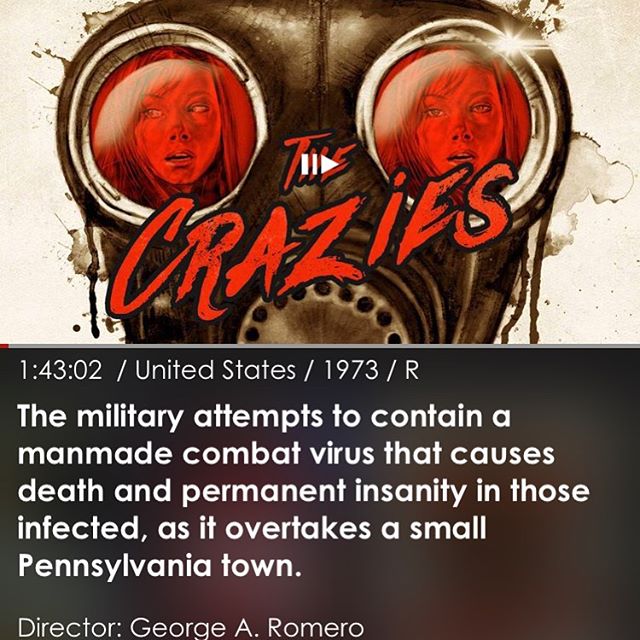 THE
CRAZIES
1:43:02 / United States / 1973 / R
The military attempts to contain a
manmade combat virus that causes
death and permanent insanity in those
infected, as it overtakes a small
Pennsylvania town.
Director: George A. Romero